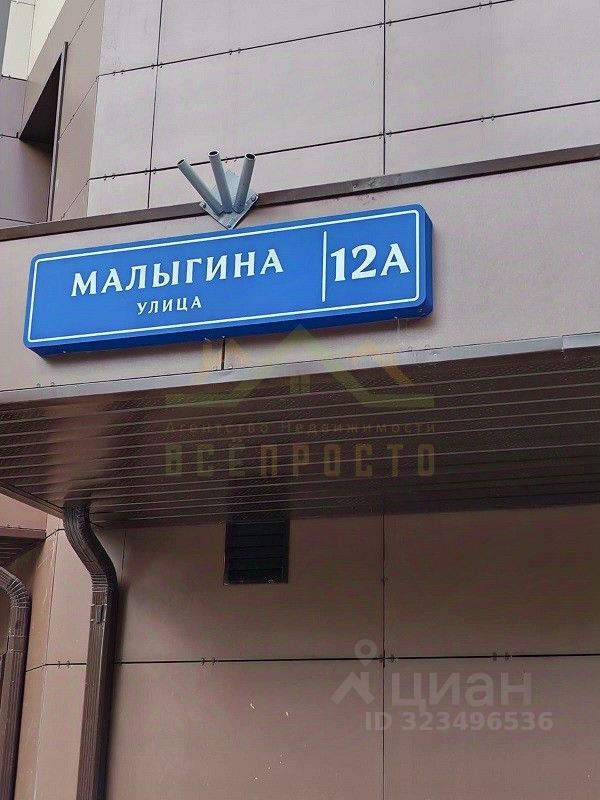 МАЛЫГИНА
УЛИЦА
12А
Агентство Недвижимости
ВСЁПРОСТО
ЦИАН
ID 323496536